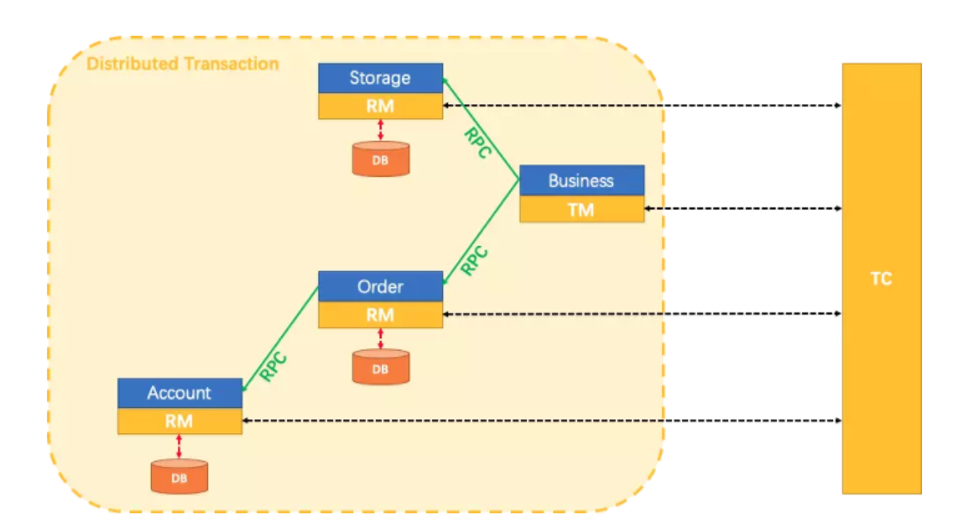 Distributed Transaction
Storage
RM
DB
RPC
Business
TM
RPC
Order
RM
DB
RPC
Account
RM
DB
TC